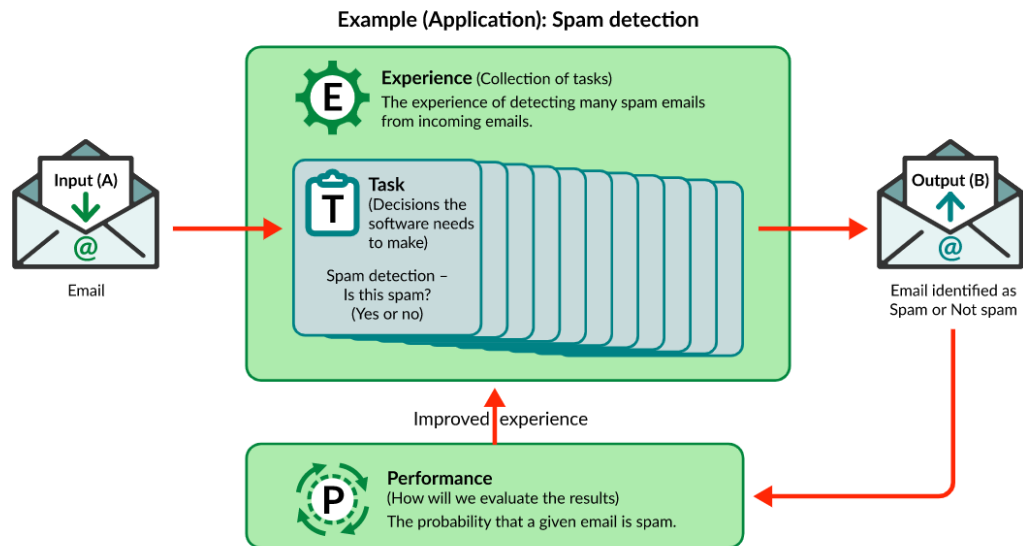 Example (Application): Spam detection
E
Experience (Collection of tasks)
The experience of detecting many spam emails
from incoming emails.
Input (A)
@
Email
T
Task
(Decisions the
software needs
to make)
Spam detection –
Is this spam?
(Yes or no)
Output (B)
@
Email identified as
Spam or Not spam
Improved experience
P
Performance
(How will we evaluate the results)
The probability that a given email is spam.